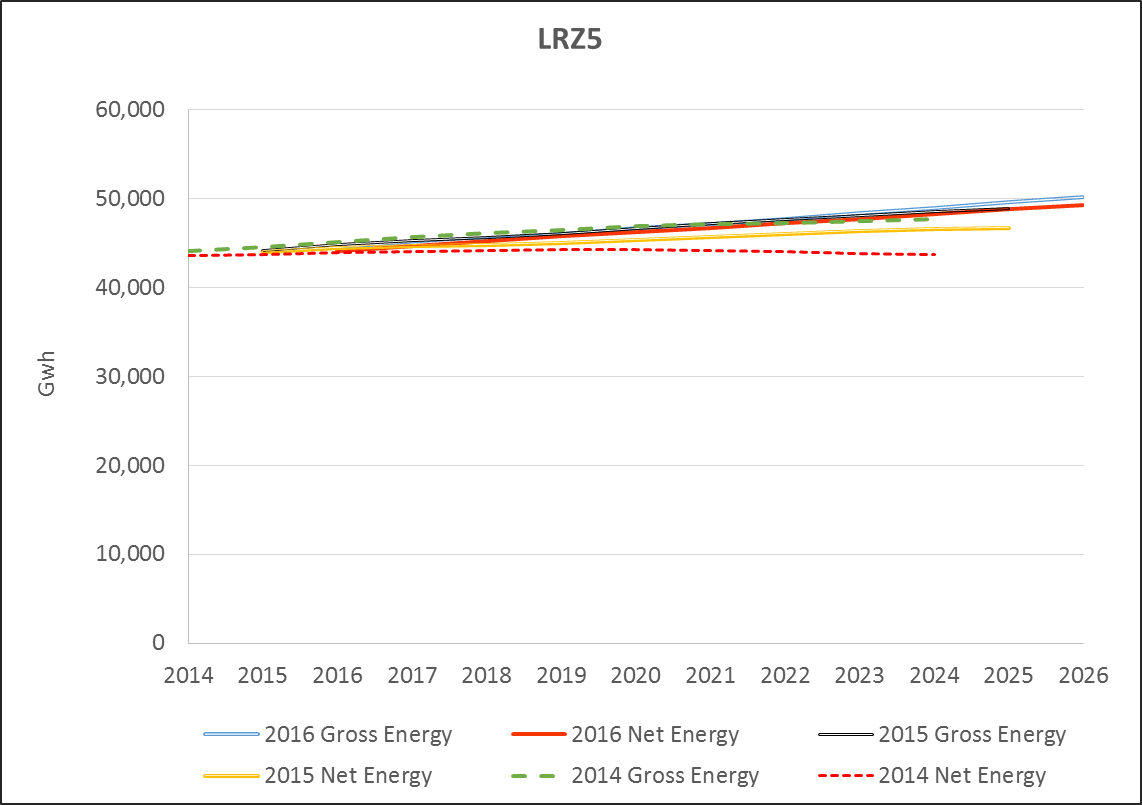 LRZ5
60,000
50,000
40,000
30,000
20,000
10,000
0
Gwh
2014 2015 2016 2017 2018 2019 2020 2021 2022 2023 2024 2025 2026
2016 Gross Energy 2016 Net Energy 2015 Gross Energy
2015 Net Energy 2014 Gross Energy 2014 Net Energy